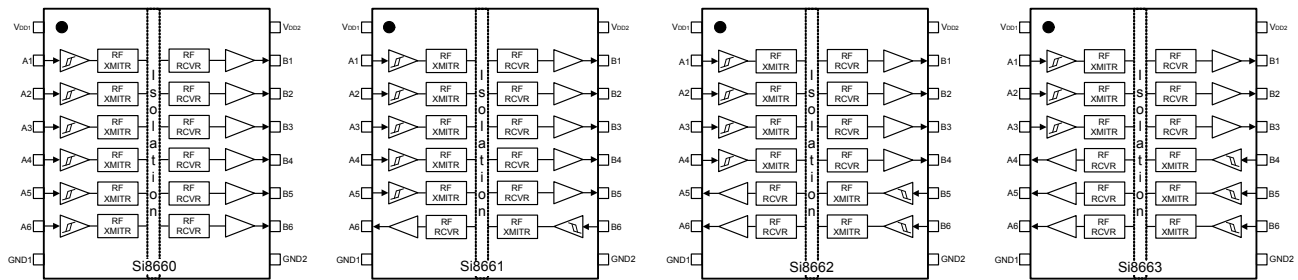 VDD1 VDD2
A1 RF XMITR RF RCVR B1
A2 RF XMITR RF RCVR B2
A3 RF XMITR RF RCVR B3
A4 RF XMITR RF RCVR B4
A5 RF XMITR RF RCVR B5
A6 RF XMITR RF RCVR B6
Isolation
GND1 GND2
Si8660
VDD1 VDD2
A1 RF XMITR RF RCVR B1
A2 RF XMITR RF RCVR B2
A3 RF XMITR RF RCVR B3
A4 RF XMITR RF RCVR B4
A5 RF XMITR RF RCVR B5
A6 RF RCVR RF XMITR B6
Isolation
GND1 GND2
Si8661
VDD1 VDD2
A1 RF XMITR RF RCVR B1
A2 RF XMITR RF RCVR B2
A3 RF XMITR RF RCVR B3
A4 RF XMITR RF RCVR B4
A5 RF RCVR RF XMITR B5
A6 RF RCVR RF XMITR B6
Isolation
GND1 GND2
Si8662
VDD1 VDD2
A1 RF XMITR RF RCVR B1
A2 RF XMITR RF RCVR B2
A3 RF XMITR RF RCVR B3
A4 RF RCVR RF XMITR B4
A5 RF RCVR RF XMITR B5
A6 RF RCVR RF XMITR B6
Isolation
GND1 GND2
Si8663